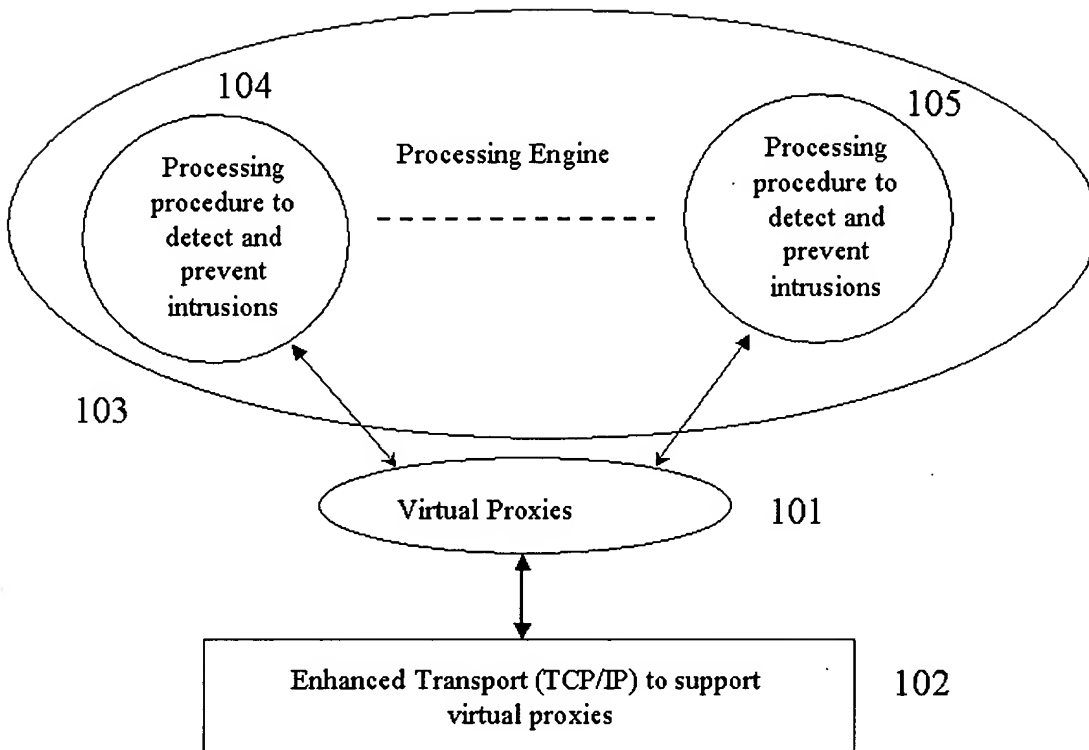 104
105
Processing
procedure to
detect and
prevent
intrusions
Processing Engine
Processing
procedure to
detect and
prevent
intrusions
103
Virtual Proxies
101
Enhanced Transport (TCP/IP) to support
virtual proxies
102